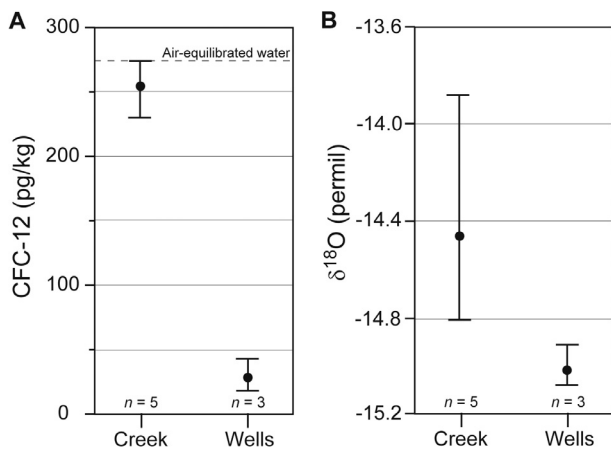 A
300
200
100
0
CFC-12 (pg/kg)
Air-equilibrated water
n = 5
n = 3
Creek
Wells
B
-13.6
-14.0
-14.4
-14.8
-15.2
δ18O (permil)
n = 5
n = 3
Creek
Wells